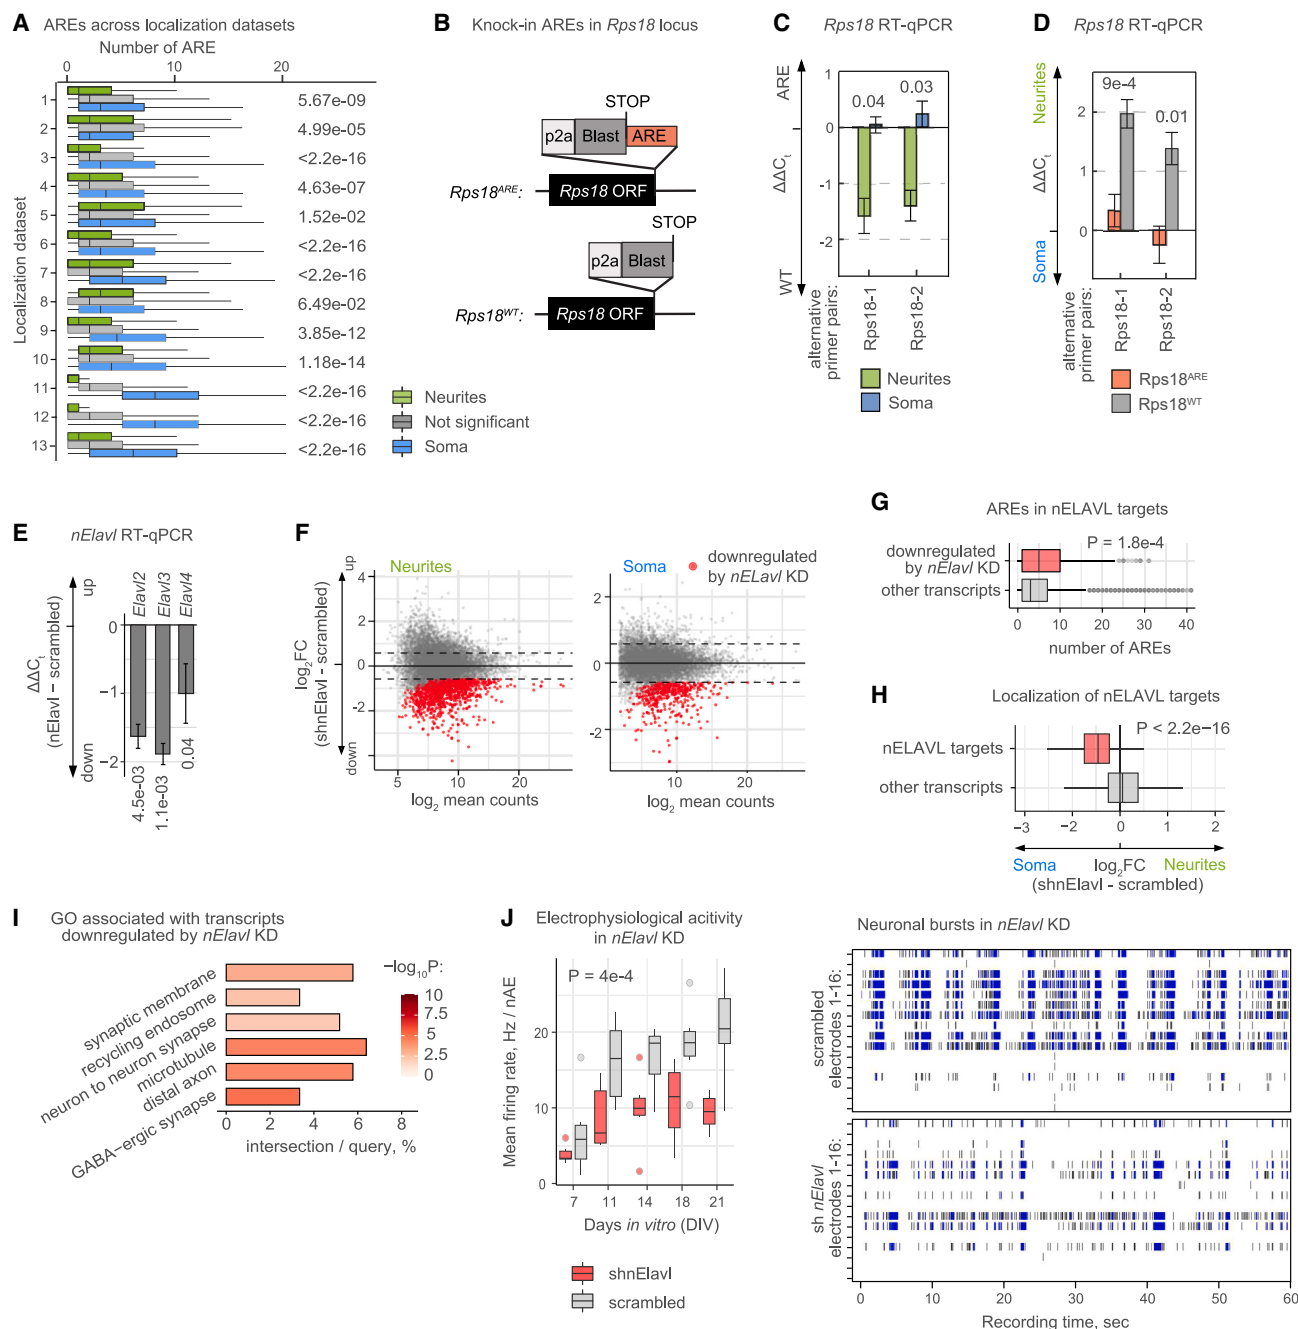 A AREs across localization datasets
Number of ARE
0 10 20
Localization dataset
1 5.67e-09
2 4.99e-05
3 <2.2e-16
4 4.63e-07
5 1.52e-02
6 <2.2e-16
7 <2.2e-16
8 6.49e-02
9 3.85e-12
10 1.18e-14
11 <2.2e-16
12 <2.2e-16
13 <2.2e-16
Neurites
Not significant
Soma
B Knock-in AREs in Rps18 locus
STOP
p2a Blast ARE
Rps18ARE: Rps18 ORF
STOP
p2a Blast
Rps18WT: Rps18 ORF
C Rps18 RT-qPCR
ARE
ΔΔCt
WT
1
0
-1
-2
0.04
0.03
alternative primer pairs:
Rps18-1
Rps18-2
Neurites
Soma
D Rps18 RT-qPCR
Neurites
ΔΔCt
Soma
2
1
0
9e-4
0.01
alternative primer pairs:
Rps18-1
Rps18-2
Rps18ARE
Rps18WT
E nElavl RT-qPCR
up
ΔΔCt
(nElavl − scrambled)
down
Elavl2
Elavl3
Elavl4
0
−1
−2
4.5e-03
1.1e-03
0.04
F
Neurites
up
log2FC
(shnElavl − scrambled)
down
4
2
0
-2
5 10 20
log2 mean counts
Soma
downregulated
by nELavl KD
2
0
-2
10 20
log2 mean counts
G
AREs in nELAVL targets
P = 1.8e-4
downregulated
by nElavl KD
other transcripts
0 10 20 30 40
number of AREs
H
Localization of nELAVL targets
P < 2.2e−16
nELAVL targets
other transcripts
−3 −2 −1 0 1 2
Soma log2FC Neurites
(shnElavl - scrambled)
I GO associated with transcripts
downregulated by nElavl KD
synaptic membrane
recycling endosome
neuron to neuron synapse
microtubule
distal axon
GABA−ergic synapse
0 2 4 6 8
intersection / query, %
−log10P:
10
7.5
5.0
2.5
0
J Electrophysiological acitivity
in nElavl KD
P = 4e-4
Mean firing rate, Hz / nAE
20
10
0
7 11 14 18 21
Days in vitro (DIV)
shnElavl
scrambled
Neuronal bursts in nElavl KD
scrambled
electrodes 1-16:
sh nElavl
electrodes 1-16:
0 10 20 30 40 50 60
Recording time, sec